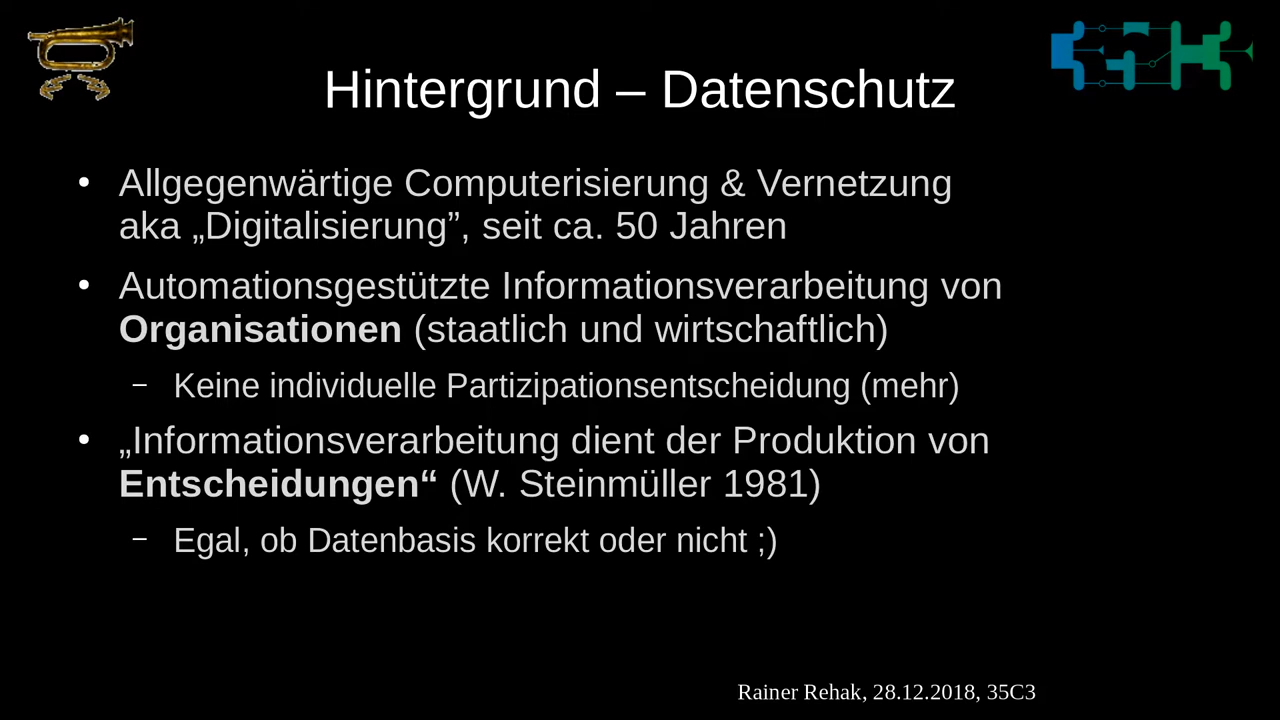 Hintergrund – Datenschutz
• Allgegenwärtige Computerisierung & Vernetzung
aka „Digitalisierung”, seit ca. 50 Jahren
• Automationsgestützte Informationsverarbeitung von
Organisationen (staatlich und wirtschaftlich)
– Keine individuelle Partizipationsentscheidung (mehr)
• „Informationsverarbeitung dient der Produktion von
Entscheidungen“ (W. Steinmüller 1981)
– Egal, ob Datenbasis korrekt oder nicht ;)
Rainer Rehak, 28.12.2018, 35C3